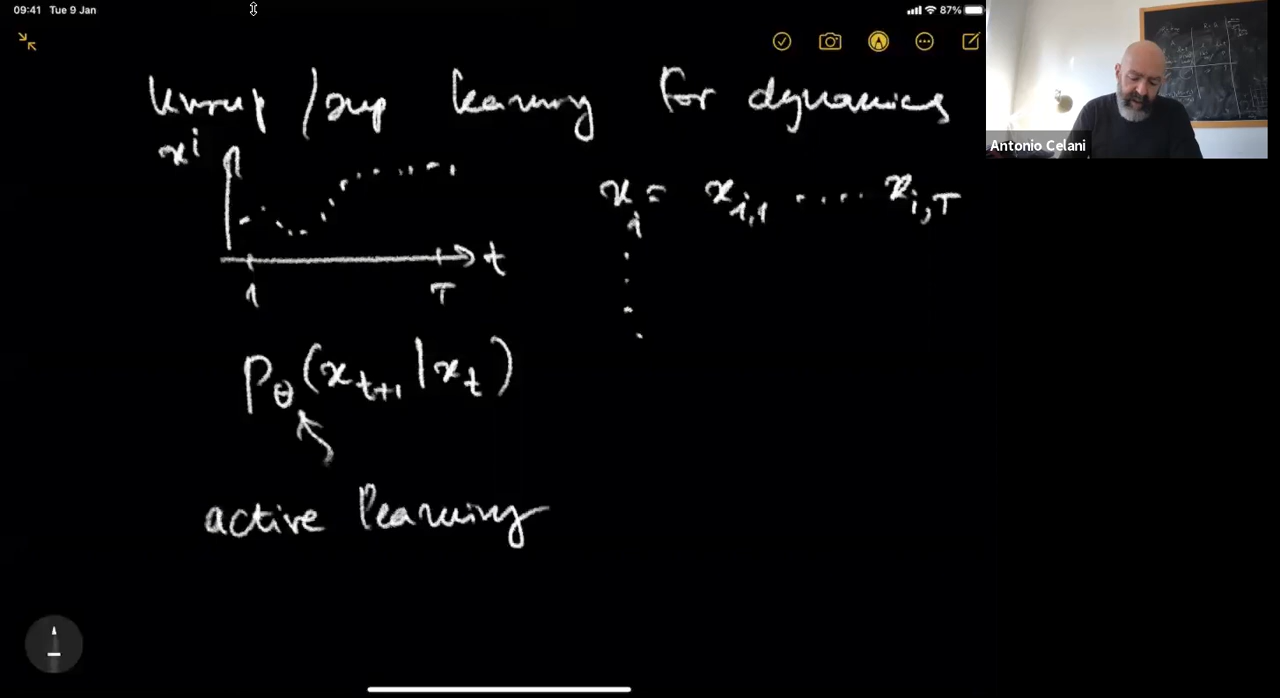 09:41 Tue 9 Jan 87%
unsup / sup learning for dynamics
xⁱ
t
1 T
x_i = x_{i,1} ..... x_{i,T}
p_θ(x_{t+1} | x_t)
active learning
Antonio Celani